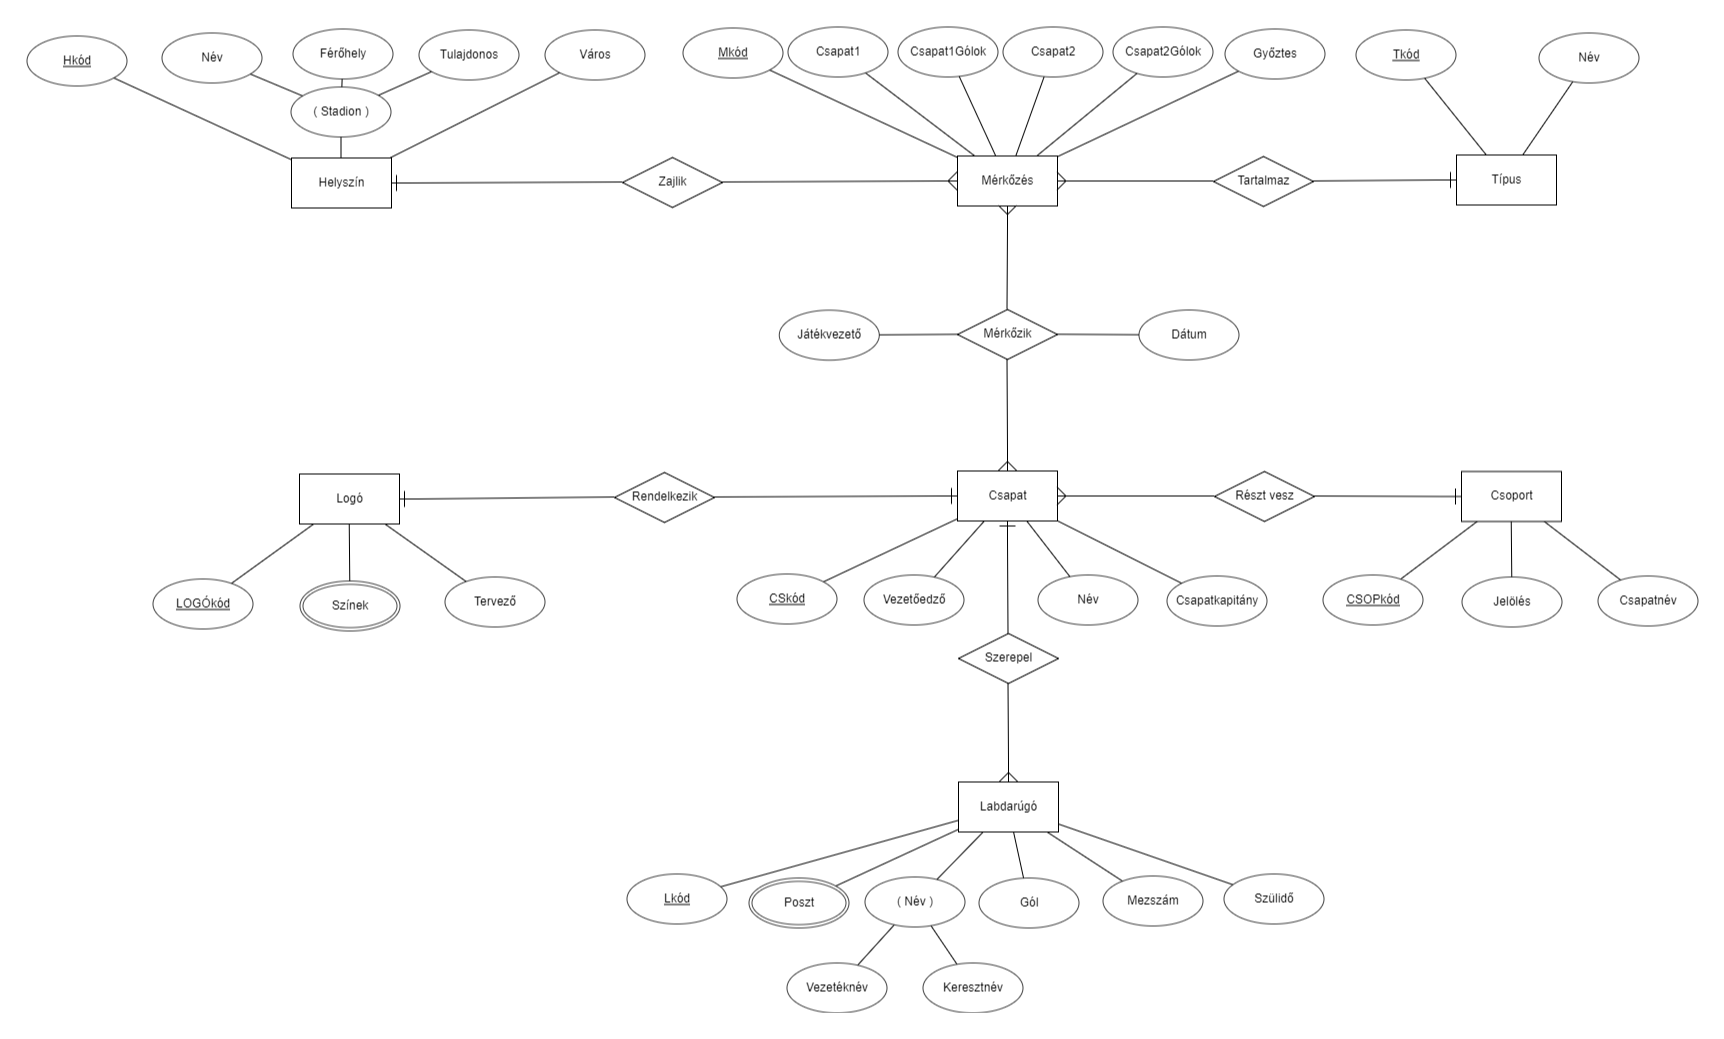 Hkód
Név
Férőhely
Tulajdonos
Város
( Stadion )
Mkód
Csapat1
Csapat1Gólok
Csapat2
Csapat2Gólok
Győztes
Tkód
Név
Helyszín
Zajlik
Mérkőzés
Tartalmaz
Típus
Játékvezető
Mérkőzik
Dátum
Logó
Rendelkezik
Csapat
Részt vesz
Csoport
LOGÓkód
Színek
Tervező
CSkód
Vezetőedző
Név
Csapatkapitány
CSOPkód
Jelölés
Csapatnév
Szerepel
Labdarúgó
Lkód
Poszt
( Név )
Gól
Mezszám
Szülidő
Vezetéknév
Keresztnév